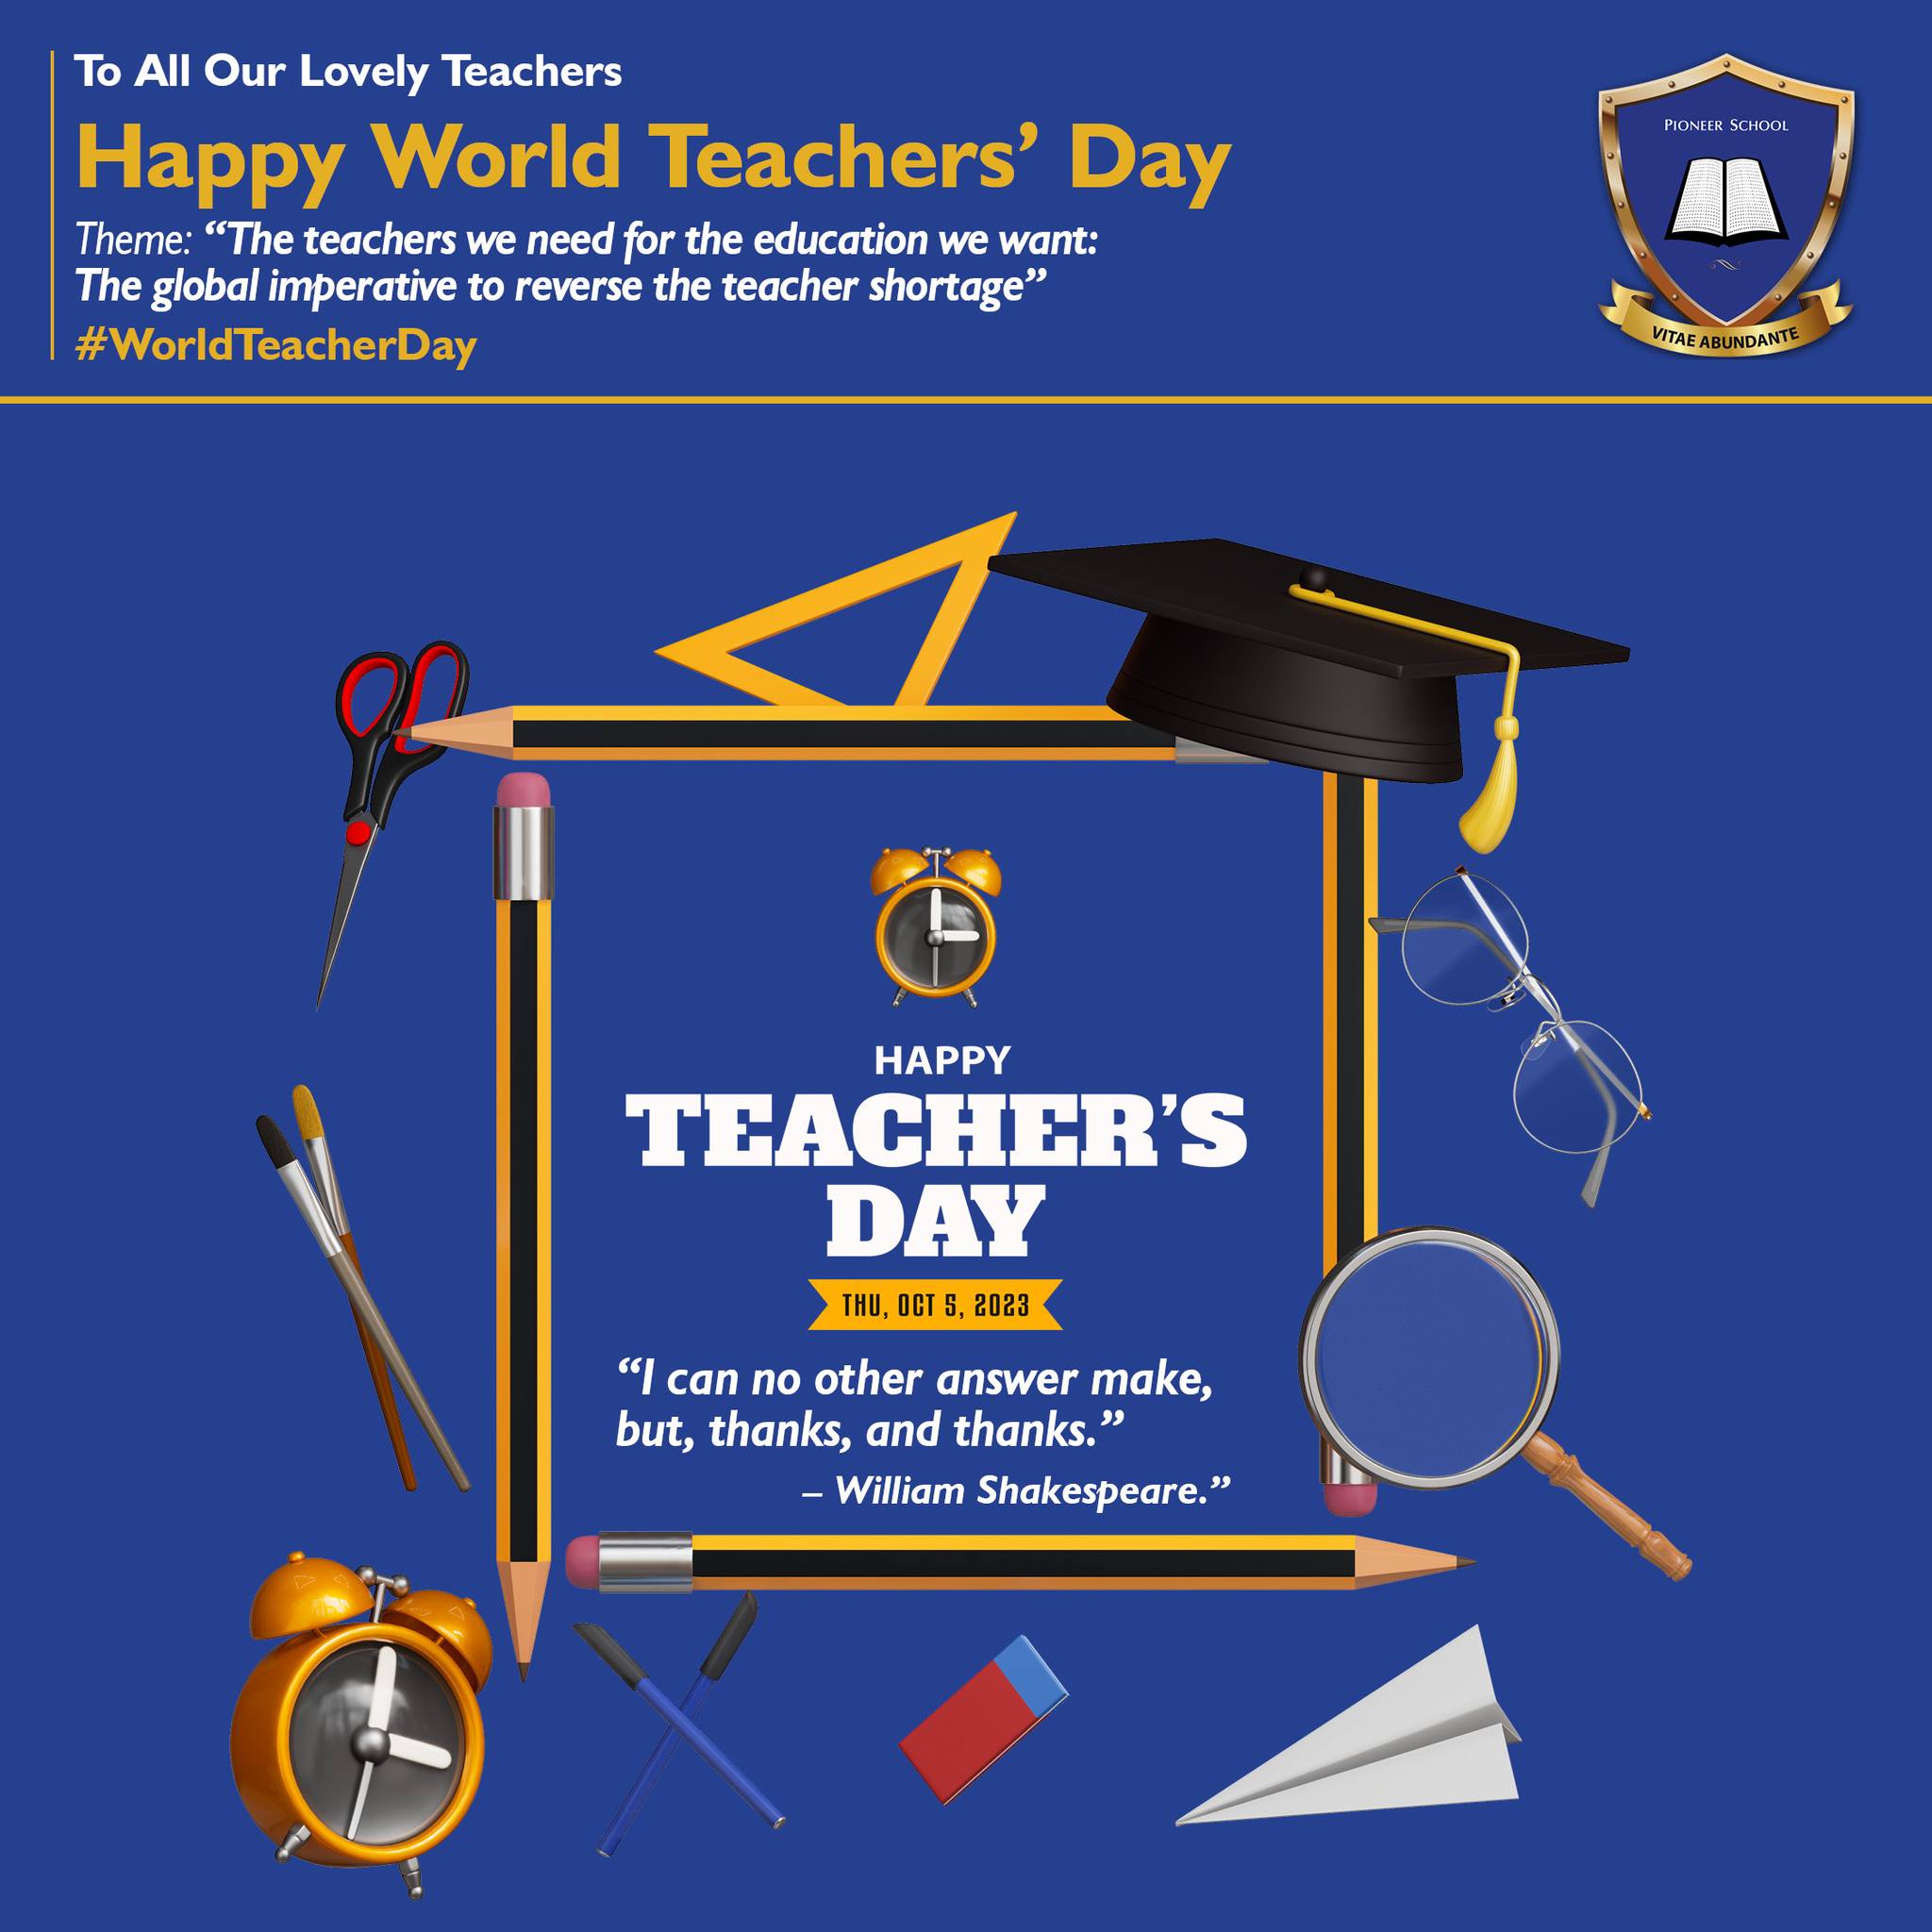 To All Our Lovely Teachers
Happy World Teachers’ Day
Theme: “The teachers we need for the education we want:
The global imperative to reverse the teacher shortage”
#WorldTeacherDay
PIONEER SCHOOL
VITAE ABUNDANTE
HAPPY
TEACHER’S
DAY
THU, OCT 5, 2023
“I can no other answer make,
but, thanks, and thanks.”
– William Shakespeare.”